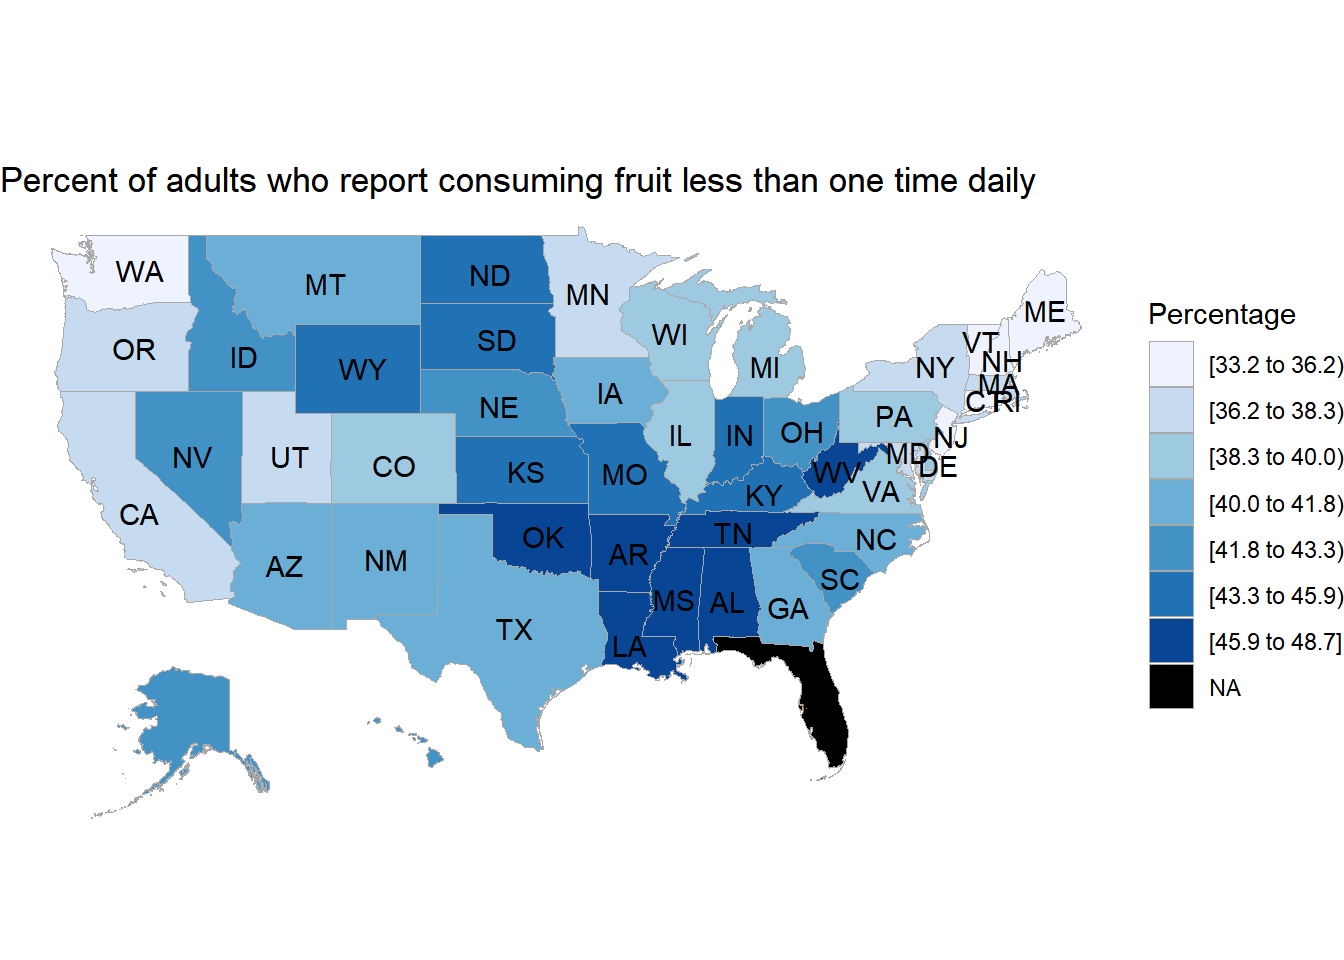 Percent of adults who report consuming fruit less than one time daily
WA
MT
ND
MN
ME
OR
ID
WY
SD
WI
MI
NY
VT
NH
MA
CT
RI
NV
UT
CO
NE
IA
IL
IN
OH
PA
NJ
MD
DE
CA
KS
MO
KY
WV
VA
AZ
NM
OK
AR
TN
NC
TX
LA
MS
AL
GA
SC
Percentage
[33.2 to 36.2)
[36.2 to 38.3)
[38.3 to 40.0)
[40.0 to 41.8)
[41.8 to 43.3)
[43.3 to 45.9)
[45.9 to 48.7]
NA